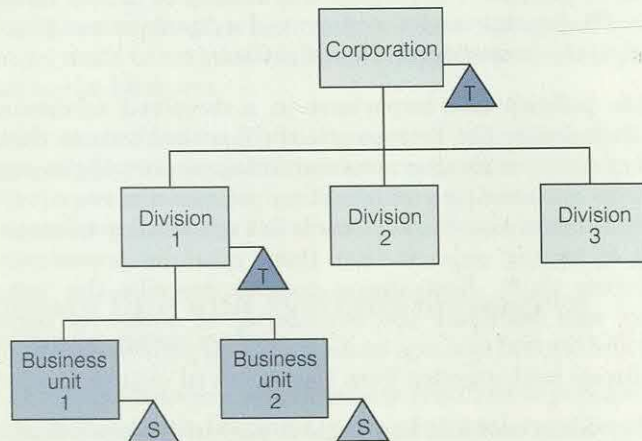 Corporation
T
Division
1
Division
2
Division
3
T
Business
unit
1
Business
unit
2
S
S